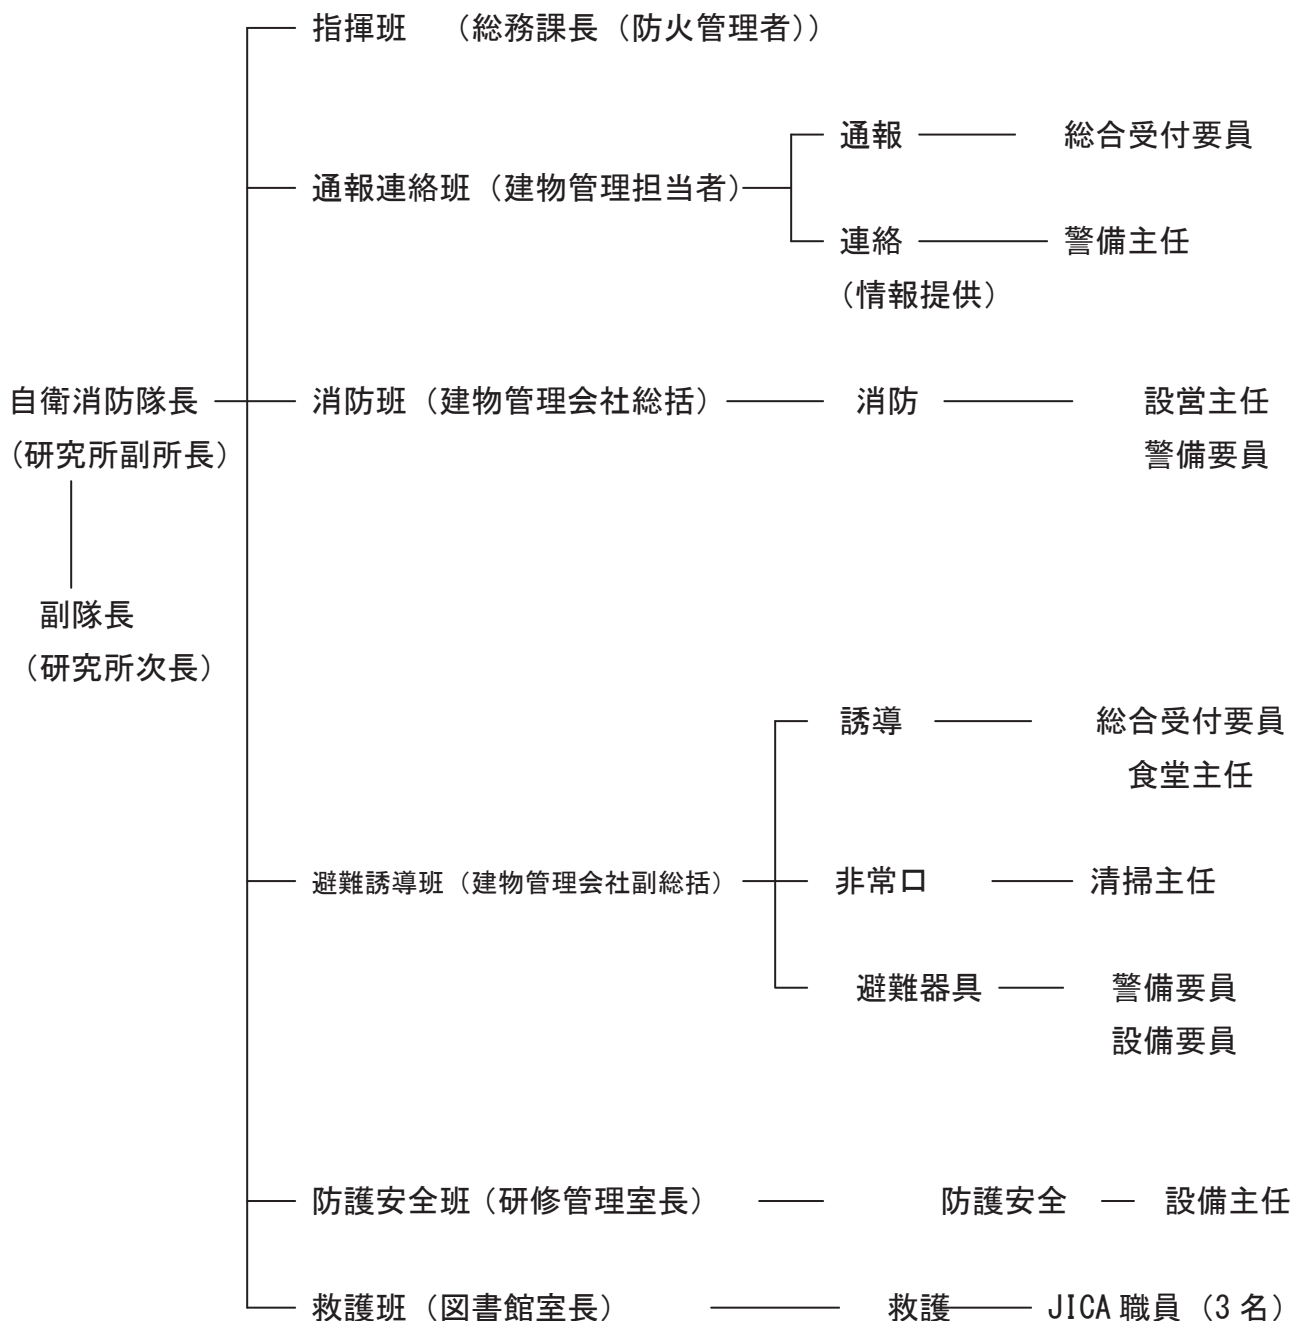 指揮班　（総務課長（防火管理者））
通報 総合受付要員
通報連絡班（建物管理担当者）
連絡 警備主任
（情報提供）
自衛消防隊長 消防班（建物管理会社総括） 消防 設営主任
（研究所副所長） 警備要員
副隊長
（研究所次長）
誘導 総合受付要員
食堂主任
避難誘導班（建物管理会社副総括） 非常口 清掃主任
避難器具 警備要員
設備要員
防護安全班（研修管理室長） 防護安全 設備主任
救護班（図書館室長） 救護 JICA 職員（3 名）